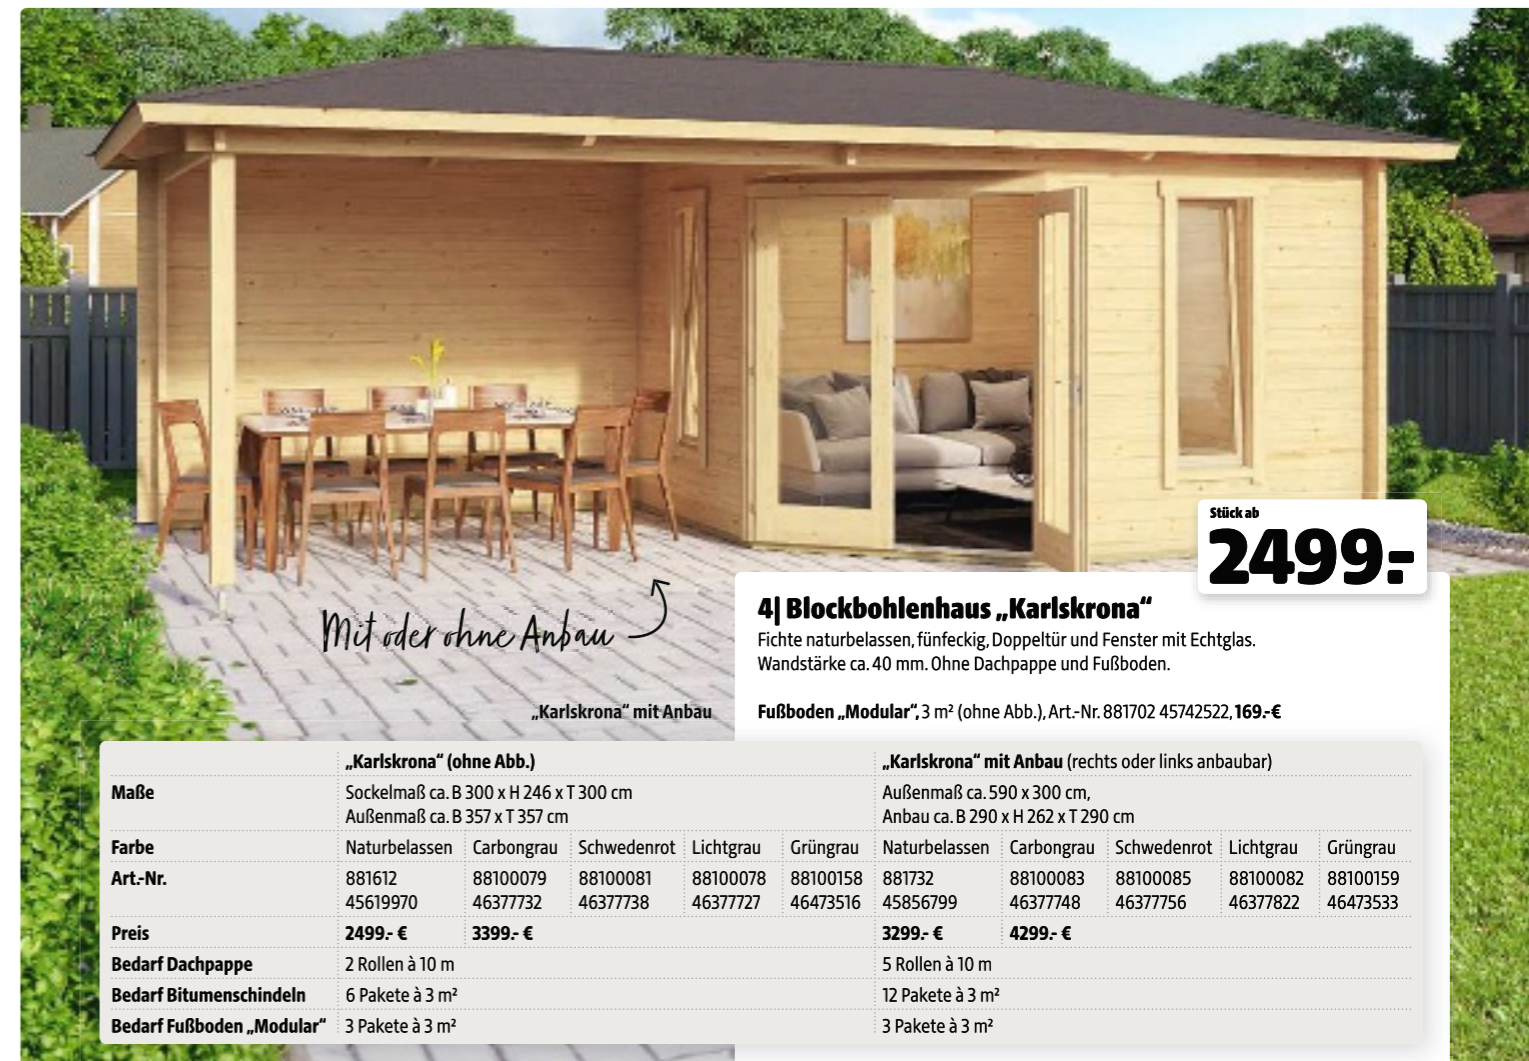 Stück ab
2499.-
Mit oder ohne Anbau
„Karlskrona“ mit Anbau
4| Blockbohlenhaus „Karlskrona“
Fichte naturbelassen, fünfeckig, Doppeltür und Fenster mit Echtglas.
Wandstärke ca. 40 mm. Ohne Dachpappe und Fußboden.
Fußboden „Modular“, 3 m² (ohne Abb.), Art.-Nr. 881702 45742522, 169.-€
„Karlskrona“ (ohne Abb.) „Karlskrona“ mit Anbau (rechts oder links anbaubar)
Maße Sockelmaß ca. B 300 x H 246 x T 300 cm Außenmaß ca. 590 x 300 cm,
Außenmaß ca. B 357 x T 357 cm Anbau ca. B 290 x H 262 x T 290 cm
Farbe Naturbelassen Carbongrau Schwedenrot Lichtgrau Grüngrau Naturbelassen Carbongrau Schwedenrot Lichtgrau Grüngrau
Art.-Nr. 881612 88100079 88100081 88100078 88100158 881732 88100083 88100085 88100082 88100159
45619970 46377732 46377738 46377727 46473516 45856799 46377748 46377756 46377822 46473533
Preis 2499.- € 3399.- € 3299.- € 4299.- €
Bedarf Dachpappe 2 Rollen à 10 m 5 Rollen à 10 m
Bedarf Bitumenschindeln 6 Pakete à 3 m² 12 Pakete à 3 m²
Bedarf Fußboden „Modular“ 3 Pakete à 3 m² 3 Pakete à 3 m²